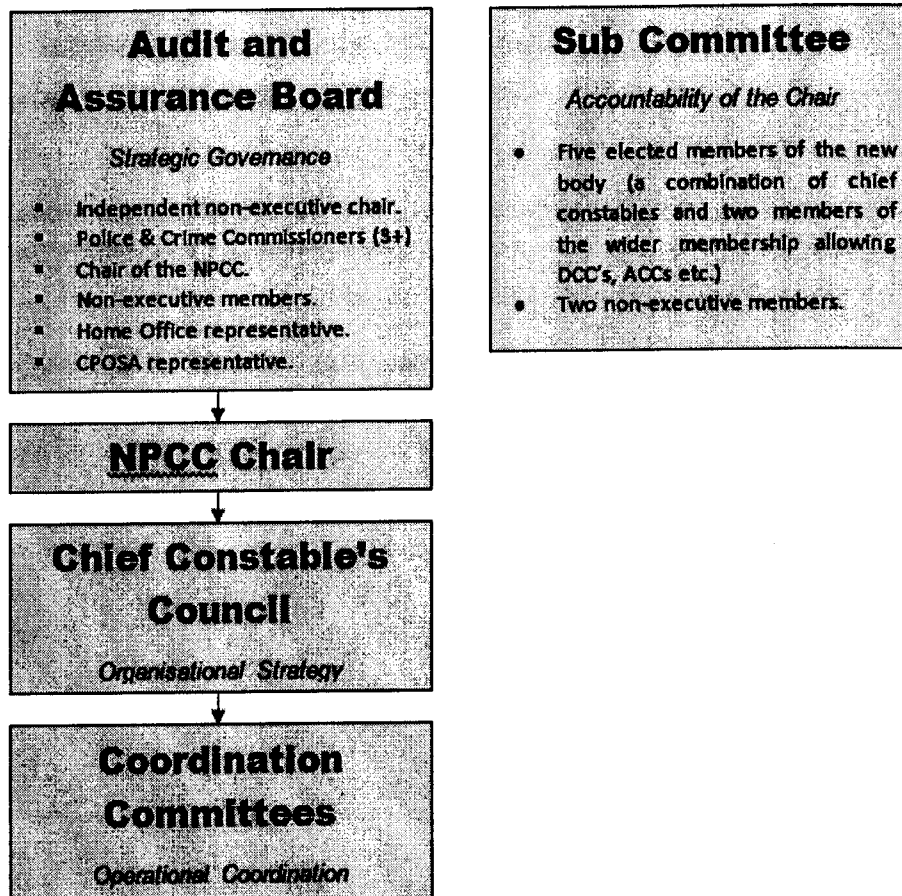 Audit and
Assurance Board
Strategic Governance
▪ Independent non-executive chair.
▪ Police & Crime Commissioners (3+)
▪ Chair of the NPCC.
▪ Non-executive members.
▪ Home Office representative.
▪ CPOSA representative.
NPCC Chair
Chief Constable's
Council
Organisational Strategy
Coordination
Committees
Operational Coordination
Sub Committee
Accountability of the Chair
• Five elected members of the new
body (a combination of chief
constables and two members of
the wider membership allowing
DCC's, ACCs etc.)
• Two non-executive members.